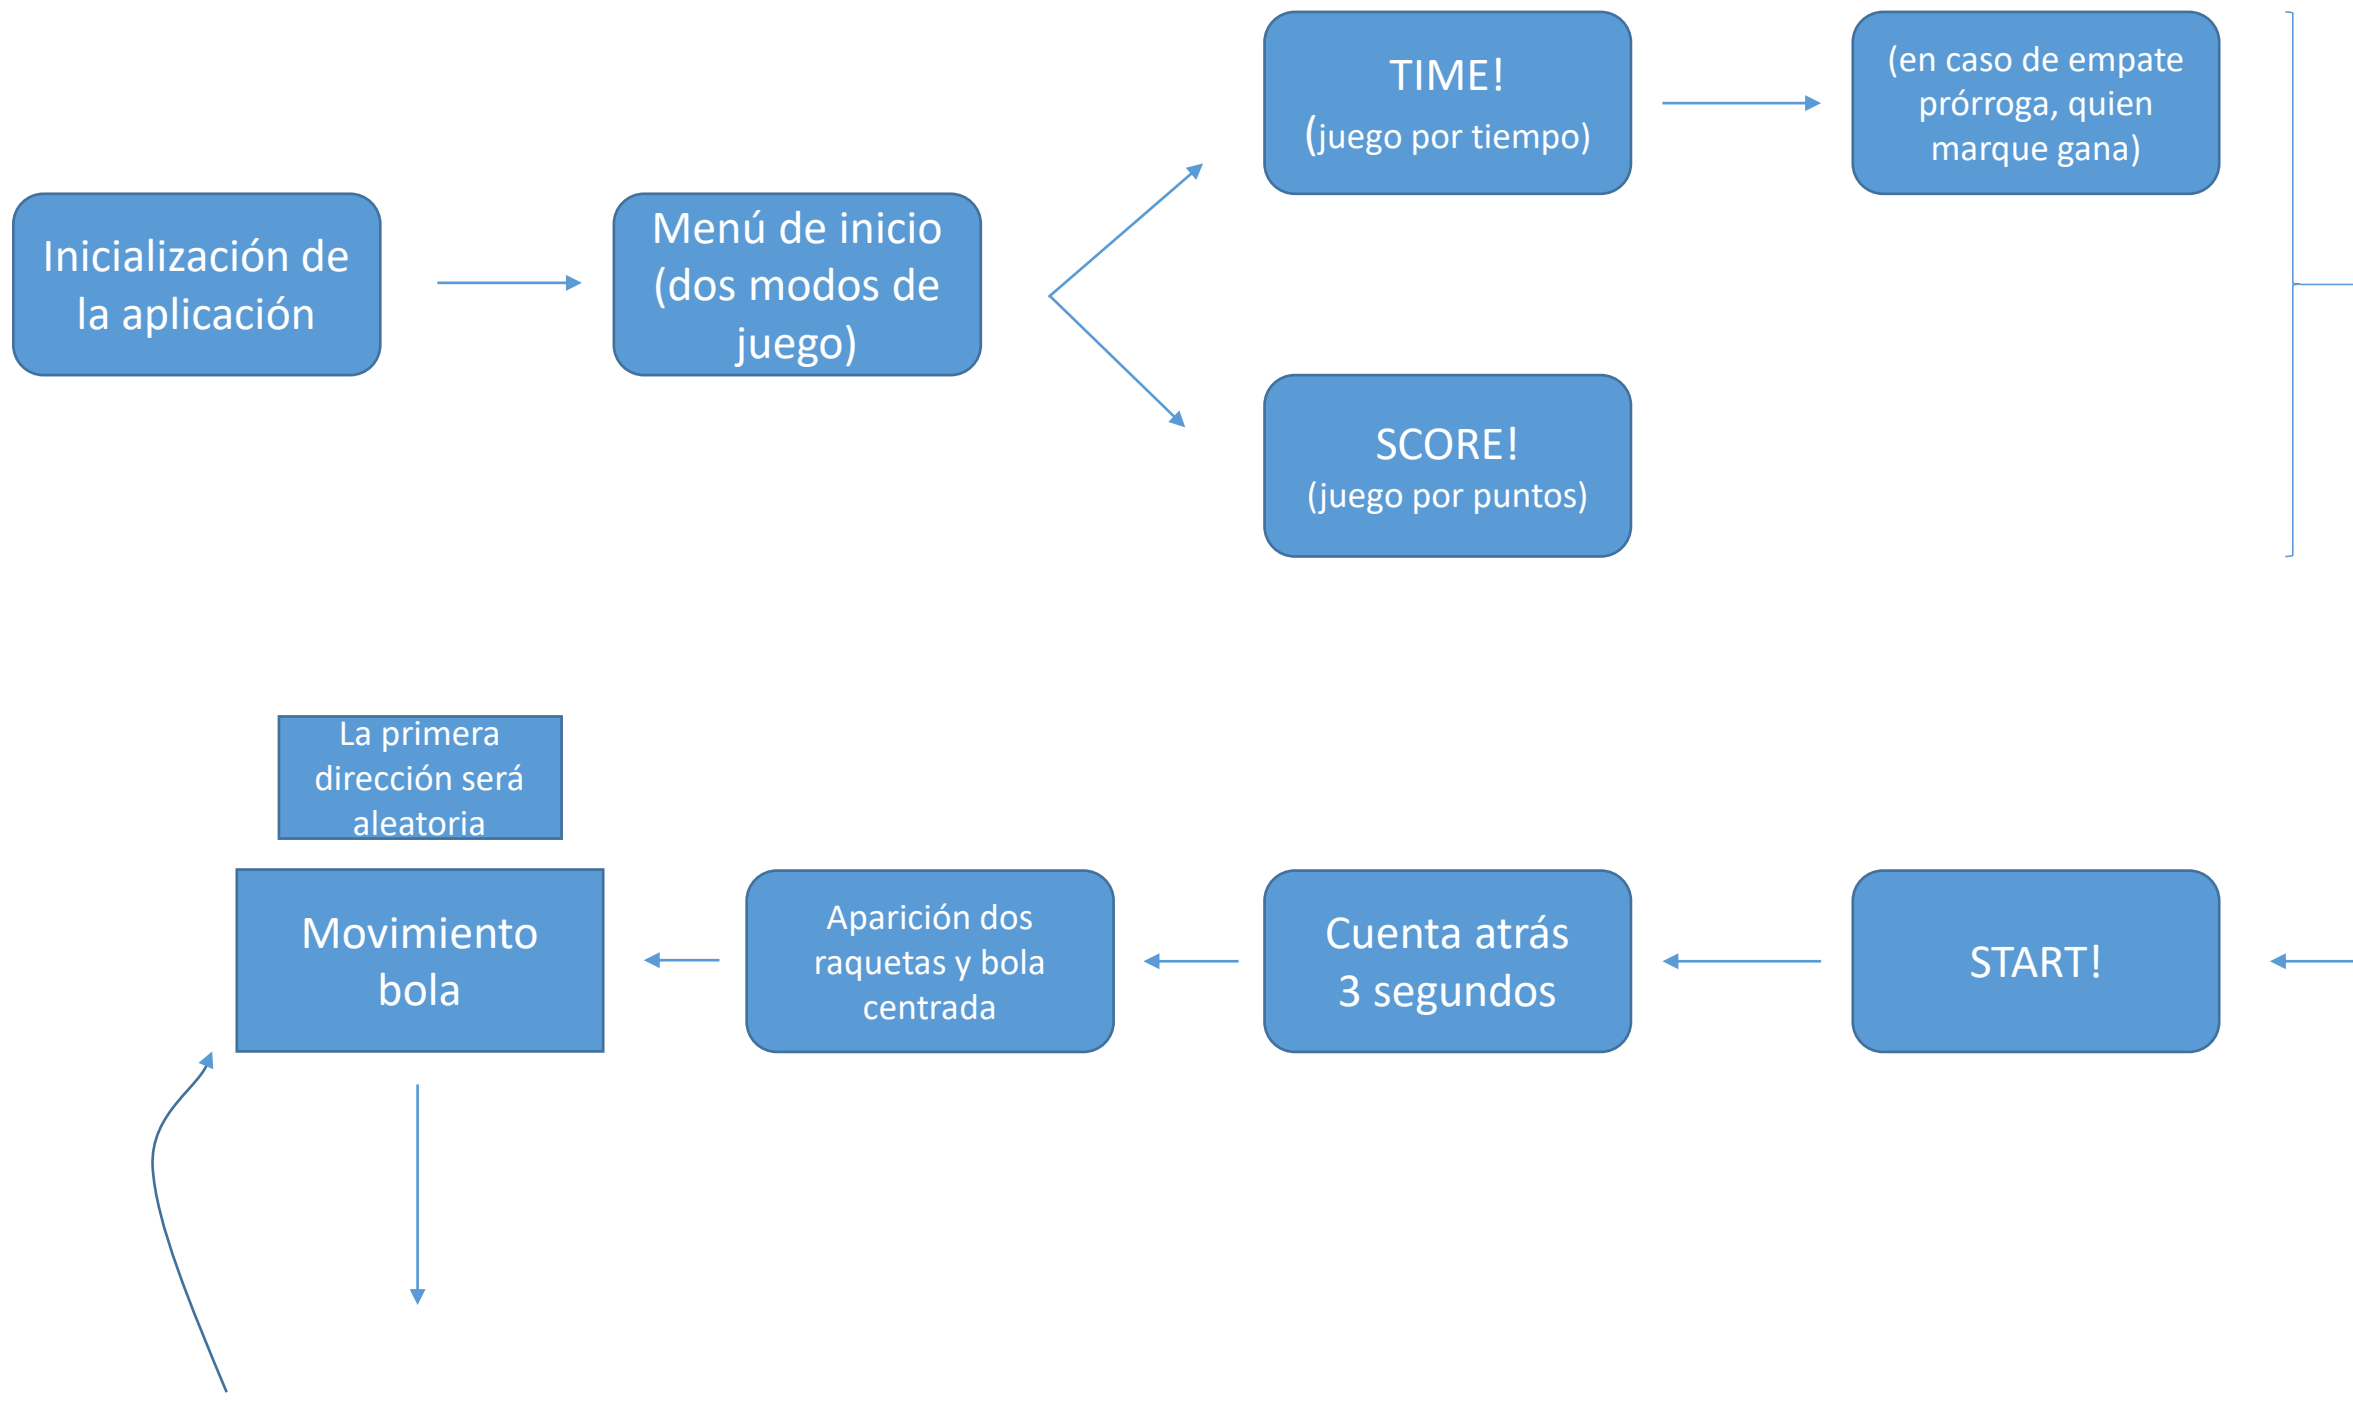 Inicialización de
la aplicación
Menú de inicio
(dos modos de
juego)
TIME!
(juego por tiempo)
(en caso de empate
prórroga, quien
marque gana)
SCORE!
(juego por puntos)
La primera
dirección será
aleatoria
Movimiento
bola
Aparición dos
raquetas y bola
centrada
Cuenta atrás
3 segundos
START!